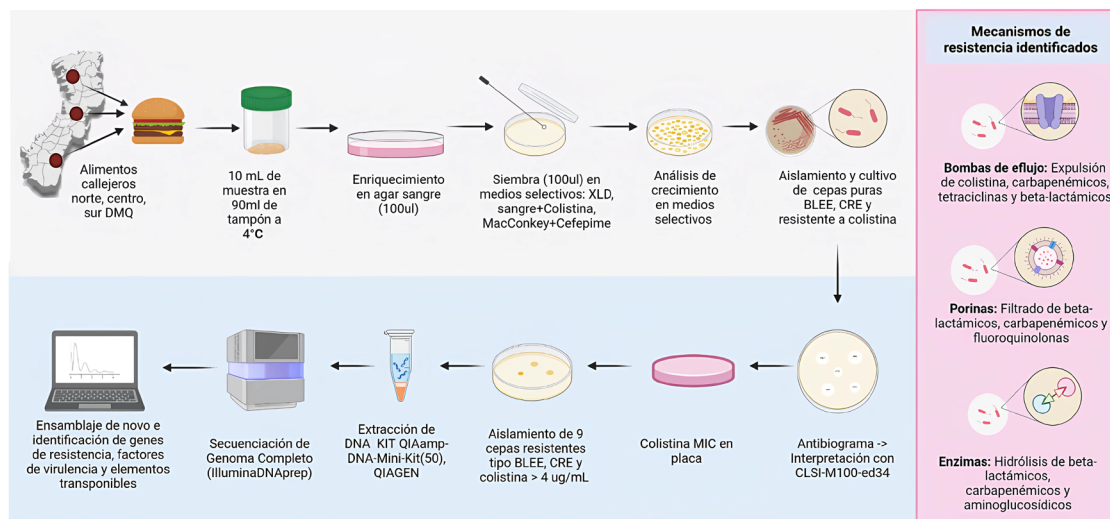 Alimentos
callejeros
norte, centro,
sur DMQ
10 mL de
muestra en
90ml de
tampón a
4°C
Enriquecimiento
en agar sangre
(100ul)
Siembra (100ul) en
medios selectivos: XLD,
sangre+Colistina,
MacConkey+Cefepime
Análisis de
crecimiento
en medios
selectivos
Aislamiento y cultivo
de cepas puras
BLEE, CRE y
resistente a colistina
Antibiograma ->
Interpretación con
CLSI-M100-ed34
Colistina MIC en
placa
Aislamiento de 9
cepas resistentes
tipo BLEE, CRE y
colistina > 4 ug/mL
Extracción de
DNA KIT QIAamp-
DNA-Mini-Kit(50),
QIAGEN
Secuenciación de
Genoma Completo
(IlluminaDNAprep)
Ensamblaje de novo e
identificación de genes
de resistencia, factores
de virulencia y elementos
transponibles
Mecanismos de
resistencia identificados
Bombas de eflujo: Expulsión
de colistina, carbapenémicos,
tetraciclinas y beta-lactámicos
Porinas: Filtrado de beta-
lactámicos, carbapenémicos y
fluoroquinolonas
Enzimas: Hidrólisis de beta-
lactámicos,
carbapenémicos y
aminoglucosídicos